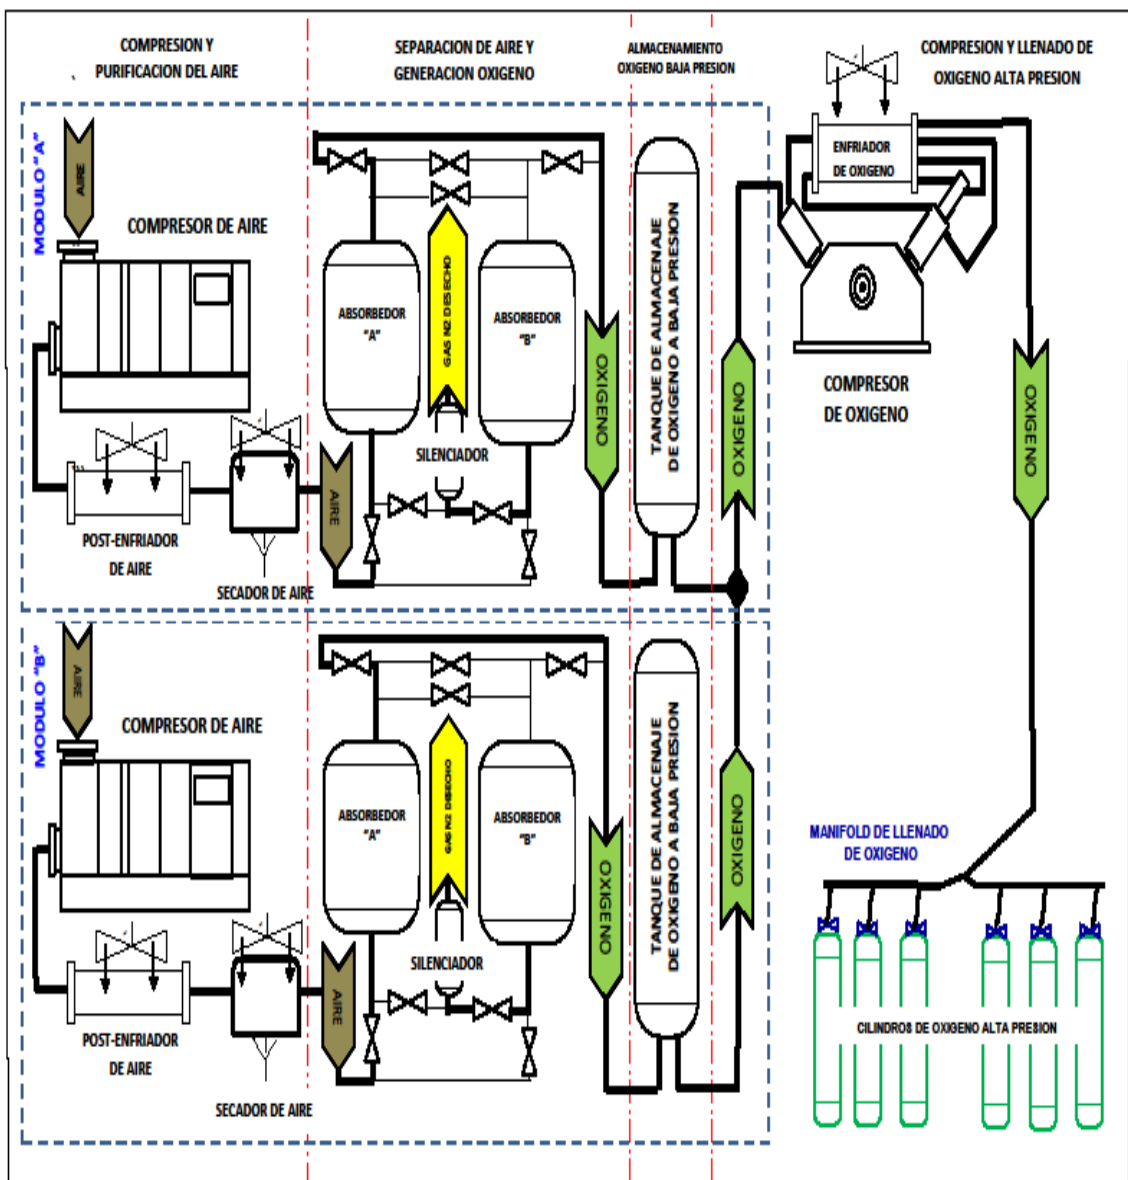 COMPRESION Y
PURIFICACION DEL AIRE
SEPARACION DE AIRE Y
GENERACION OXIGENO
ALMACENAMIENTO
OXIGENO BAJA PRESION
COMPRESION Y LLENADO DE
OXIGENO ALTA PRESION
MODULO "A"
AIRE
COMPRESOR DE AIRE
POST-ENFRIADOR
DE AIRE
SECADOR DE AIRE
AIRE
ABSORBEDOR
"A"
GAS N2 DESECHO
SILENCIADOR
ABSORBEDOR
"B"
OXIGENO
TANQUE DE ALMACENAJE
DE OXIGENO A BAJA PRESION
OXIGENO
ENFRIADOR
DE OXIGENO
COMPRESOR
DE OXIGENO
OXIGENO
MODULO "B"
AIRE
COMPRESOR DE AIRE
POST-ENFRIADOR
DE AIRE
SECADOR DE AIRE
AIRE
ABSORBEDOR
"A"
GAS N2 DESECHO
SILENCIADOR
ABSORBEDOR
"B"
OXIGENO
TANQUE DE ALMACENAJE
DE OXIGENO A BAJA PRESION
OXIGENO
MANIFOLD DE LLENADO
DE OXIGENO
CILINDROS DE OXIGENO ALTA PRESION